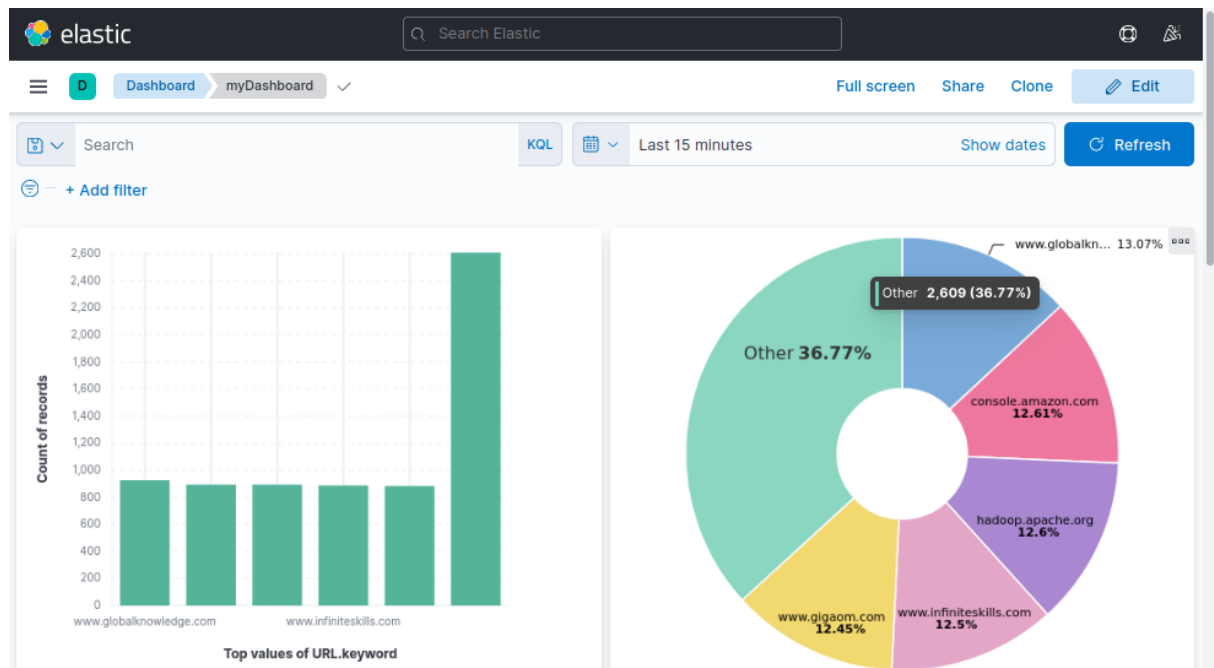 elastic
Search Elastic
D
Dashboard
myDashboard
Full screen
Share
Clone
Edit
Search
KQL
Last 15 minutes
Show dates
Refresh
+ Add filter
2,600
2,400
2,200
2,000
1,800
1,600
1,400
1,200
1,000
800
600
400
200
0
Count of records
www.globalknowledge.com
www.infiniteskills.com
Top values of URL.keyword
www.globalkn... 13.07%
Other 2,609 (36.77%)
Other 36.77%
console.amazon.com
12.61%
hadoop.apache.org
12.6%
www.infiniteskills.com
12.5%
www.gigaom.com
12.45%